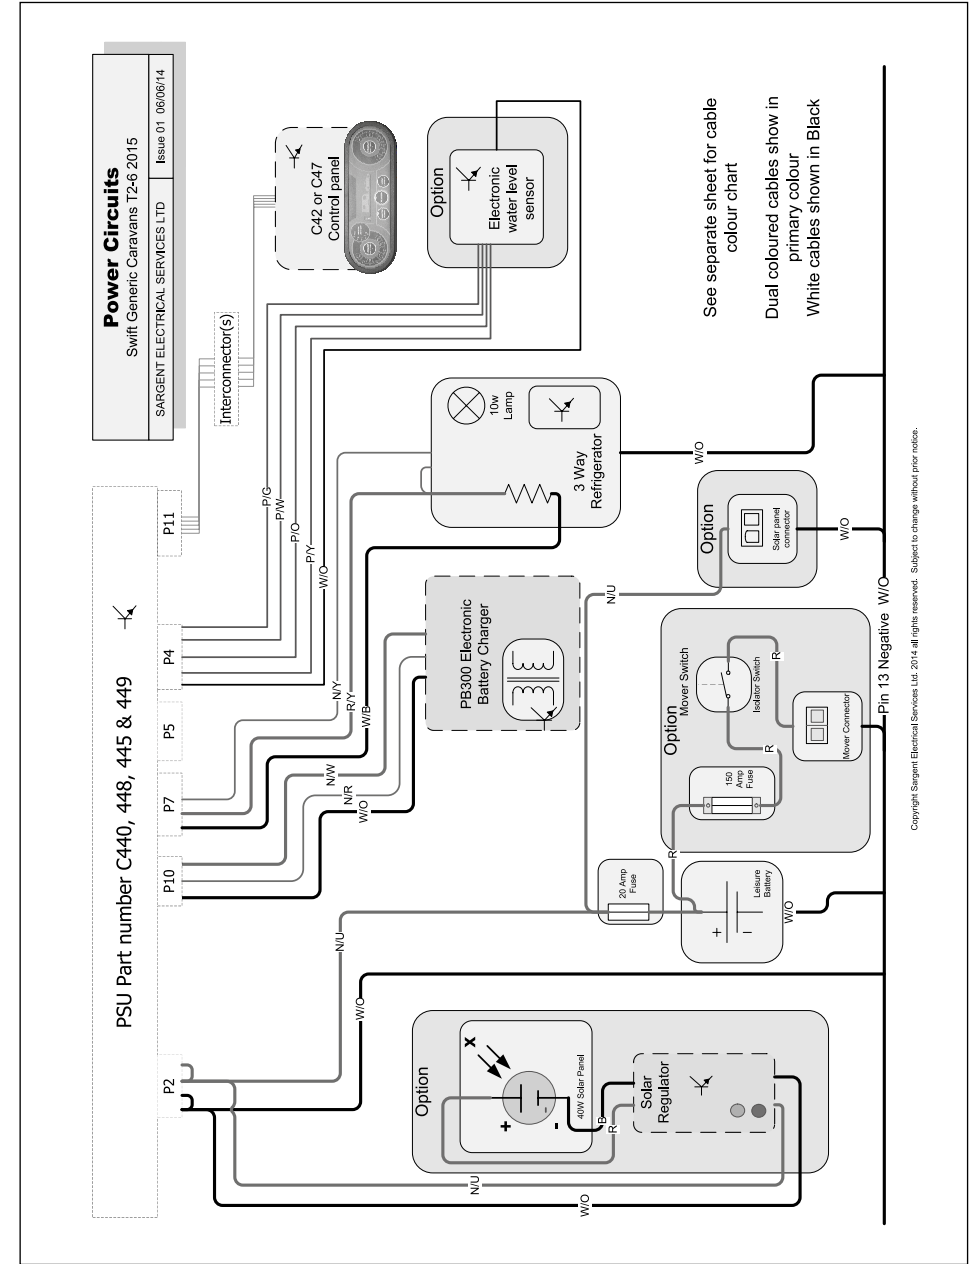 Power Circuits
Swift Generic Caravans T2-6 2015
SARGENT ELECTRICAL SERVICES LTD
Issue 01 06/06/14
PSU Part number C440, 448, 445 & 449
P2
P10
P7
P5
P4
P11
Interconnector(s)
C42 or C47
Control panel
Option
Electronic
water level
sensor
P/G
P/W
P/O
P/Y
W/O
N/Y
R/Y
W/B
N/W
N/R
W/O
10w
Lamp
3 Way
Refrigerator
W/O
PB300 Electronic
Battery Charger
See separate sheet for cable
colour chart
Dual coloured cables show in
primary colour
White cables shown in Black
Option
Solar panel
connector
W/O
N/U
Option
Mover Switch
Isolator Switch
R
R
R
150
Amp
Fuse
Mover Connector
20 Amp
Fuse
+
-
Leisure
Battery
W/O
N/U
W/O
Option
x
+
-
40W Solar Panel
B
R
Solar
Regulator
N/U
W/O
Pin 13 Negative W/O
Copyright Sargent Electrical Services Ltd. 2014 all rights reserved. Subject to change without prior notice.